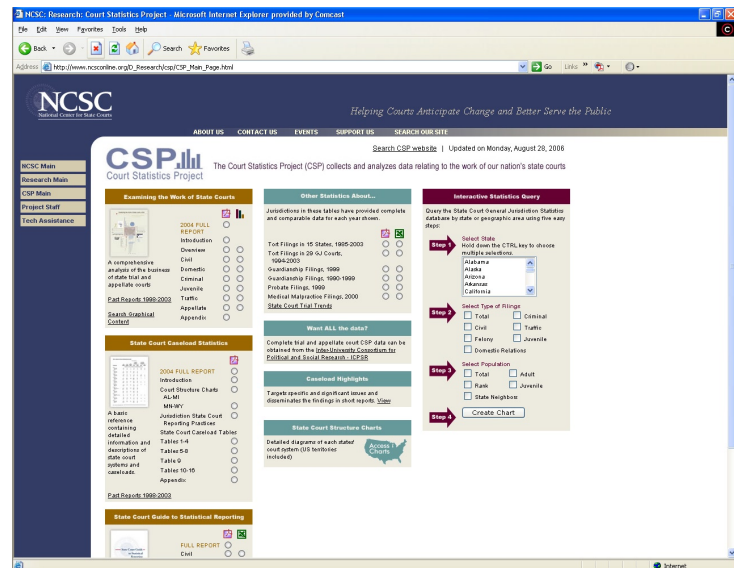 NCSC: Research: Court Statistics Project - Microsoft Internet Explorer provided by Comcast
File Edit View Favorites Tools Help
Back Search Favorites
Address http://www.ncsconline.org/D_Research/csp/CSP_Main_Page.html Go Links
NCSC
National Center for State Courts
Helping Courts Anticipate Change and Better Serve the Public
ABOUT US CONTACT US EVENTS SUPPORT US SEARCH OUR SITE
Search CSP website | Updated on Monday, August 28, 2006
NCSC Main
Research Main
CSP Main
Project Staff
Tech Assistance
CSP
Court Statistics Project
The Court Statistics Project (CSP) collects and analyzes data relating to the work of our nation's state courts
Examining the Work of State Courts
2004 FULL
REPORT
Introduction
Overview
Civil
Domestic
Criminal
Juvenile
Traffic
Appellate
Appendix
A comprehensive
analysis of the business
of state trial and
appellate courts
Past Reports 1998-2003
Search Graphical
Content
State Court Caseload Statistics
2004 FULL REPORT
Introduction
Court Structure Charts
AL-MI
MN-WY
Jurisdiction State Court
Reporting Practices
State Court Caseload Tables
Tables 1-4
Tables 5-8
Table 9
Tables 10-16
Appendix
A basic
reference
containing
detailed
information and
descriptions of
state court
systems and
caseloads.
Past Reports 1998-2003
State Court Guide to Statistical Reporting
FULL REPORT
Civil
Other Statistics About...
Jurisdictions in these tables have provided complete
and comparable data for each year shown.
Tort Filings in 15 States, 1985-2003
Tort Filings in 29 GJ Courts,
1994-2003
Guardianship Filings, 1999
Guardianship Filings, 1990-1999
Probate Filings, 1999
Medical Malpractice Filings, 2000
State Court Trial Trends
Want ALL the data?
Complete trial and appellate court CSP data can be
obtained from the Inter-University Consortium for
Political and Social Research - ICPSR
Caseload Highlights
Targets specific and significant issues and
disseminates the findings in short reports. View
State Court Structure Charts
Detailed diagrams of each states'
court system (US territories
included)
Access
Charts
Interactive Statistics Query
Query the State Court General Jurisdiction Statistics
database by state or geographic area using five easy
steps:
Step 1
Select State
Hold down the CTRL key to choose
multiple selections.
Alabama
Alaska
Arizona
Arkansas
California
Step 2
Select Type of Filings
Total Criminal
Civil Traffic
Felony Juvenile
Domestic Relations
Step 3
Select Population
Total Adult
Rank Juvenile
State Neighbors
Step 4
Create Chart
Internet